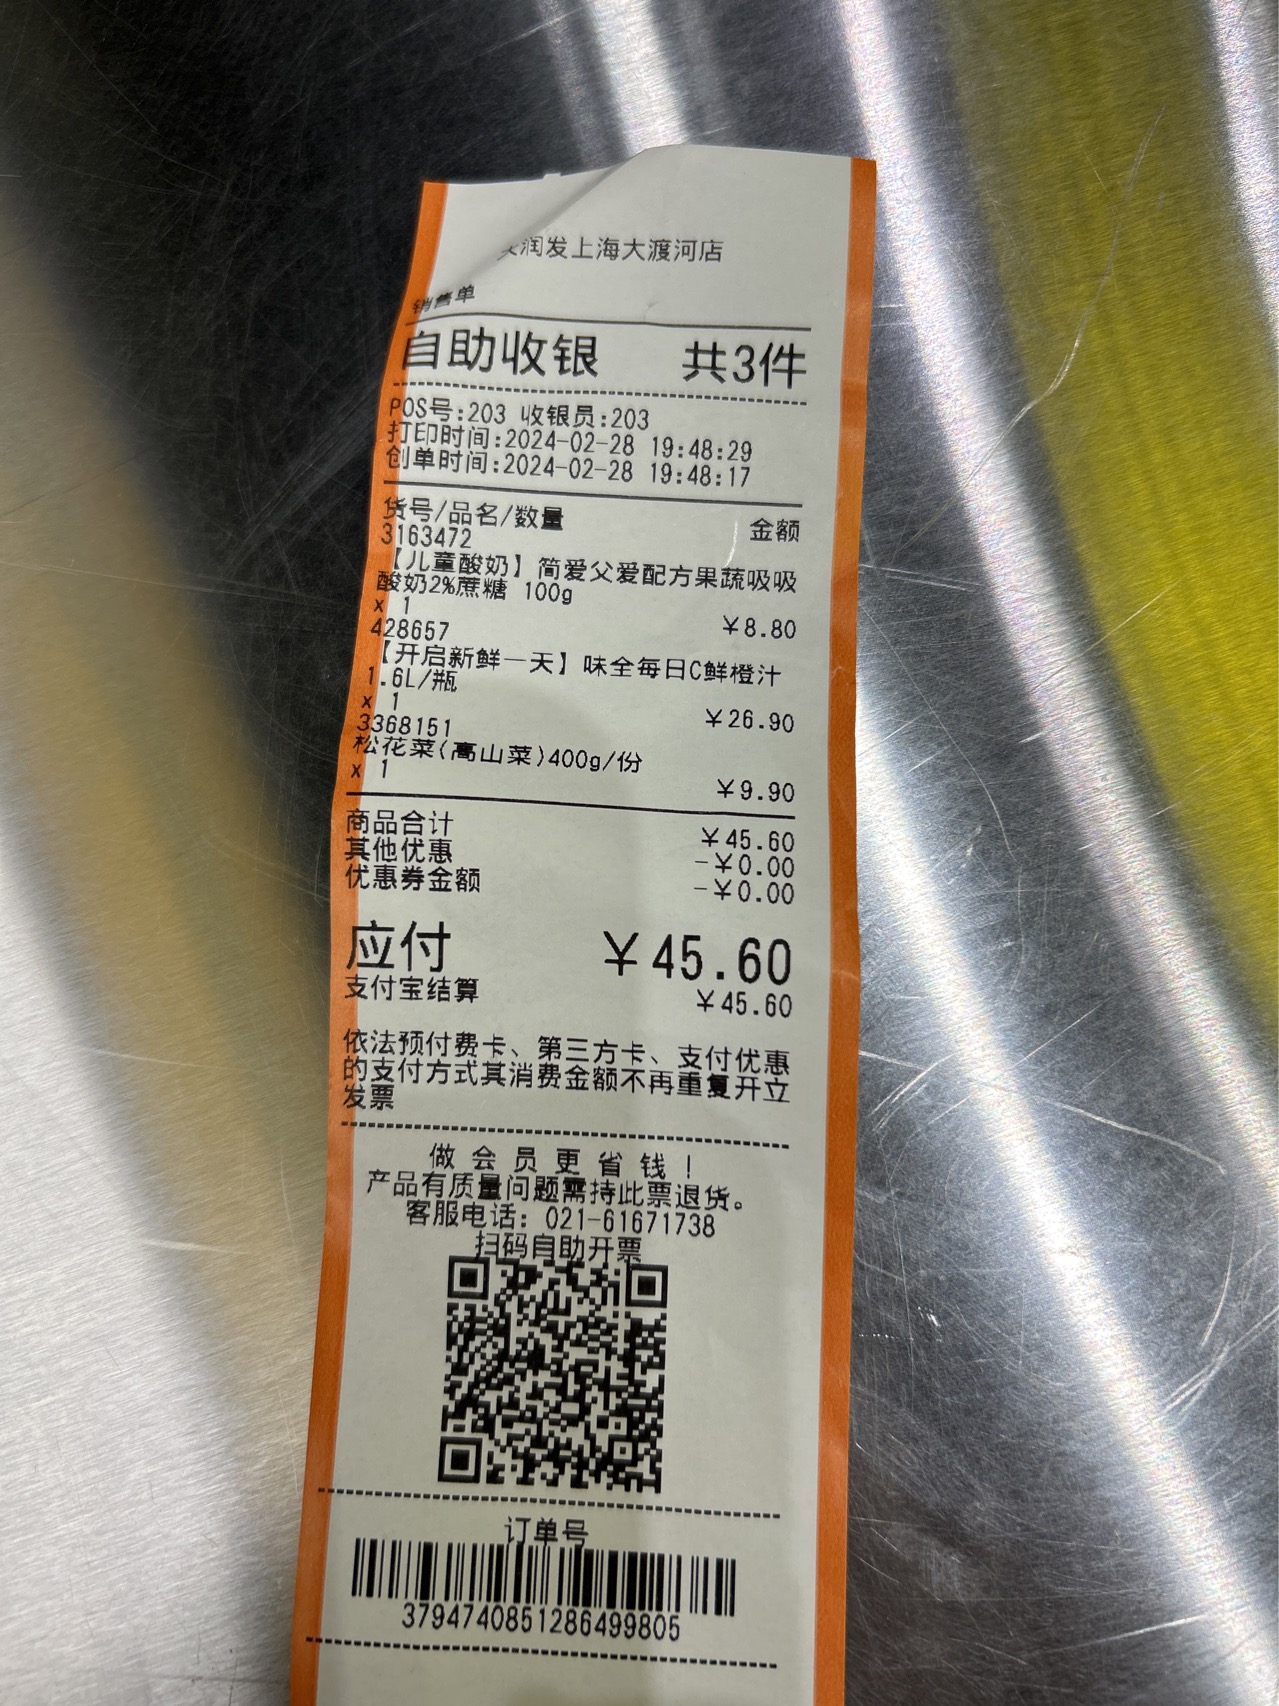 润发上海大渡河店
销售单
自助收银 共3件
POS号:203 收银员:203
打印时间:2024-02-28 19:48:29
创单时间:2024-02-28 19:48:17
货号/品名/数量 金额
3163472
【儿童酸奶】简爱父爱配方果蔬吸吸
酸奶2%蔗糖 100g
x 1 ¥8.80
428657
【开启新鲜一天】味全每日C鲜橙汁
1.6L/瓶
x 1 ¥26.90
3368151
松花菜(高山菜)400g/份
x 1 ¥9.90
商品合计 ¥45.60
其他优惠 -¥0.00
优惠券金额 -¥0.00
应付 ¥45.60
支付宝结算 ¥45.60
依法预付费卡、第三方卡、支付优惠
的支付方式其消费金额不再重复开立
发票
做会员更省钱!
产品有质量问题需持此票退货。
客服电话: 021-61671738
扫码自助开票
订单号
3794740851286499805